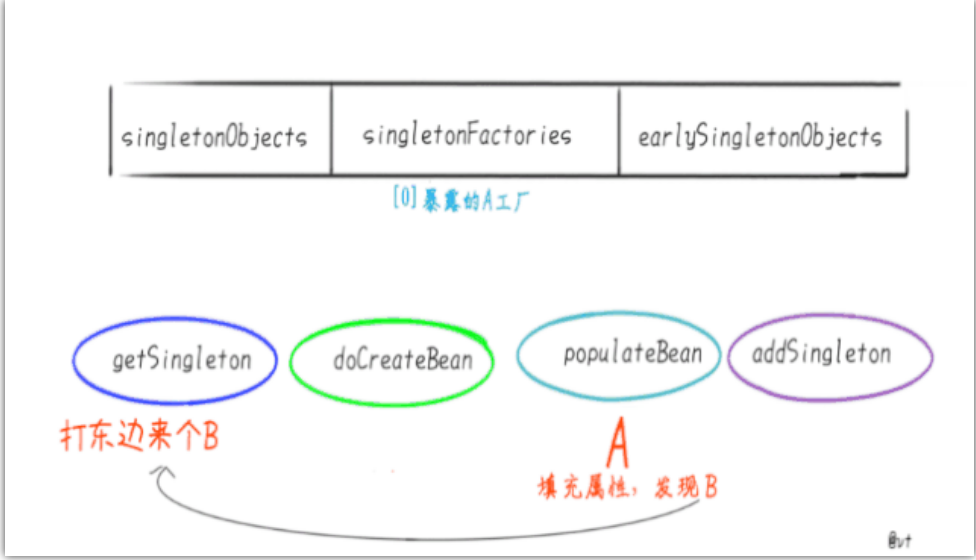 singletonObjects singletonFactories earlySingletonObjects
[0]暴露的A工厂
getSingleton doCreateBean populateBean addSingleton
打东边来个B
A
填充属性，发现B
@vt